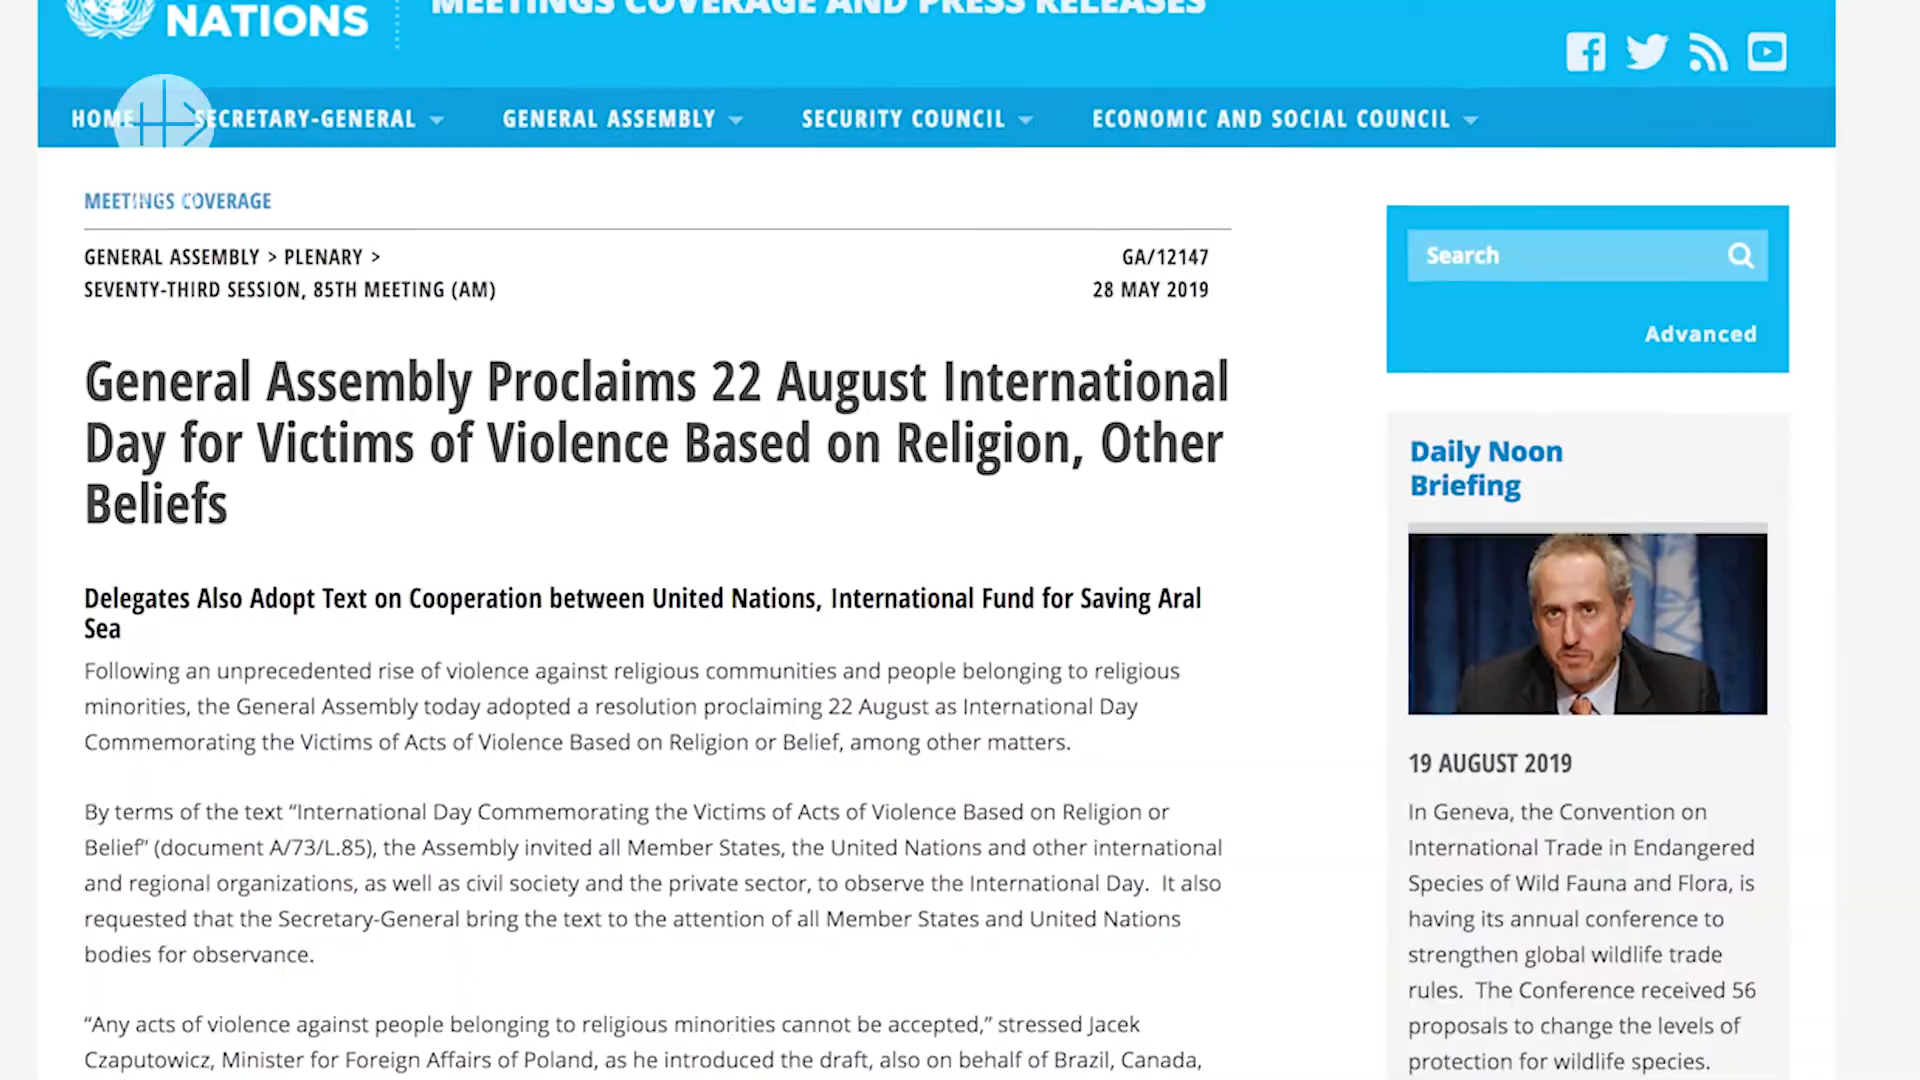 NATIONS
MEETINGS COVERAGE AND PRESS RELEASES
HOME
SECRETARY-GENERAL
GENERAL ASSEMBLY
SECURITY COUNCIL
ECONOMIC AND SOCIAL COUNCIL
MEETINGS COVERAGE
GENERAL ASSEMBLY > PLENARY >
SEVENTY-THIRD SESSION, 85TH MEETING (AM)
GA/12147
28 MAY 2019
General Assembly Proclaims 22 August International
Day for Victims of Violence Based on Religion, Other
Beliefs
Delegates Also Adopt Text on Cooperation between United Nations, International Fund for Saving Aral
Sea
Following an unprecedented rise of violence against religious communities and people belonging to religious
minorities, the General Assembly today adopted a resolution proclaiming 22 August as International Day
Commemorating the Victims of Acts of Violence Based on Religion or Belief, among other matters.
By terms of the text “International Day Commemorating the Victims of Acts of Violence Based on Religion or
Belief” (document A/73/L.85), the Assembly invited all Member States, the United Nations and other international
and regional organizations, as well as civil society and the private sector, to observe the International Day.  It also
requested that the Secretary-General bring the text to the attention of all Member States and United Nations
bodies for observance.
“Any acts of violence against people belonging to religious minorities cannot be accepted,” stressed Jacek
Czaputowicz, Minister for Foreign Affairs of Poland, as he introduced the draft, also on behalf of Brazil, Canada,
Search
Advanced
Daily Noon
Briefing
19 AUGUST 2019
In Geneva, the Convention on
International Trade in Endangered
Species of Wild Fauna and Flora, is
having its annual conference to
strengthen global wildlife trade
rules.  The Conference received 56
proposals to change the levels of
protection for wildlife species.